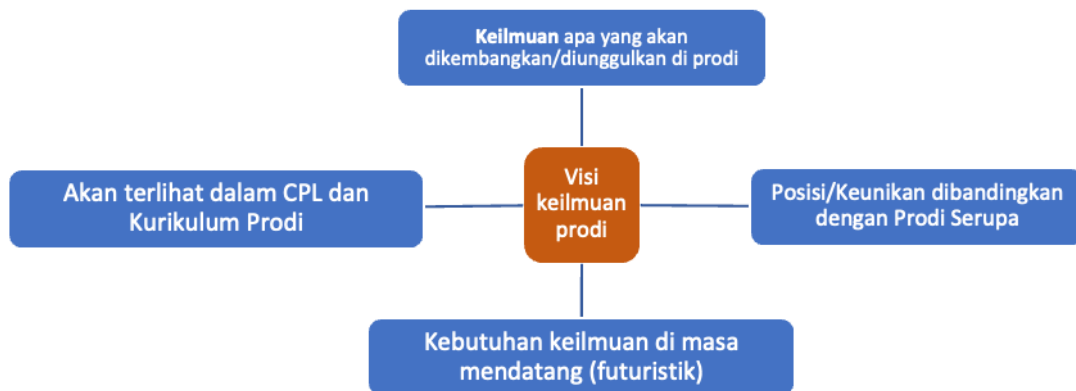 Keilmuan apa yang akan
dikembangkan/diunggulkan di prodi
Akan terlihat dalam CPL dan
Kurikulum Prodi
Visi
keilmuan
prodi
Posisi/Keunikan dibandingkan
dengan Prodi Serupa
Kebutuhan keilmuan di masa
mendatang (futuristik)